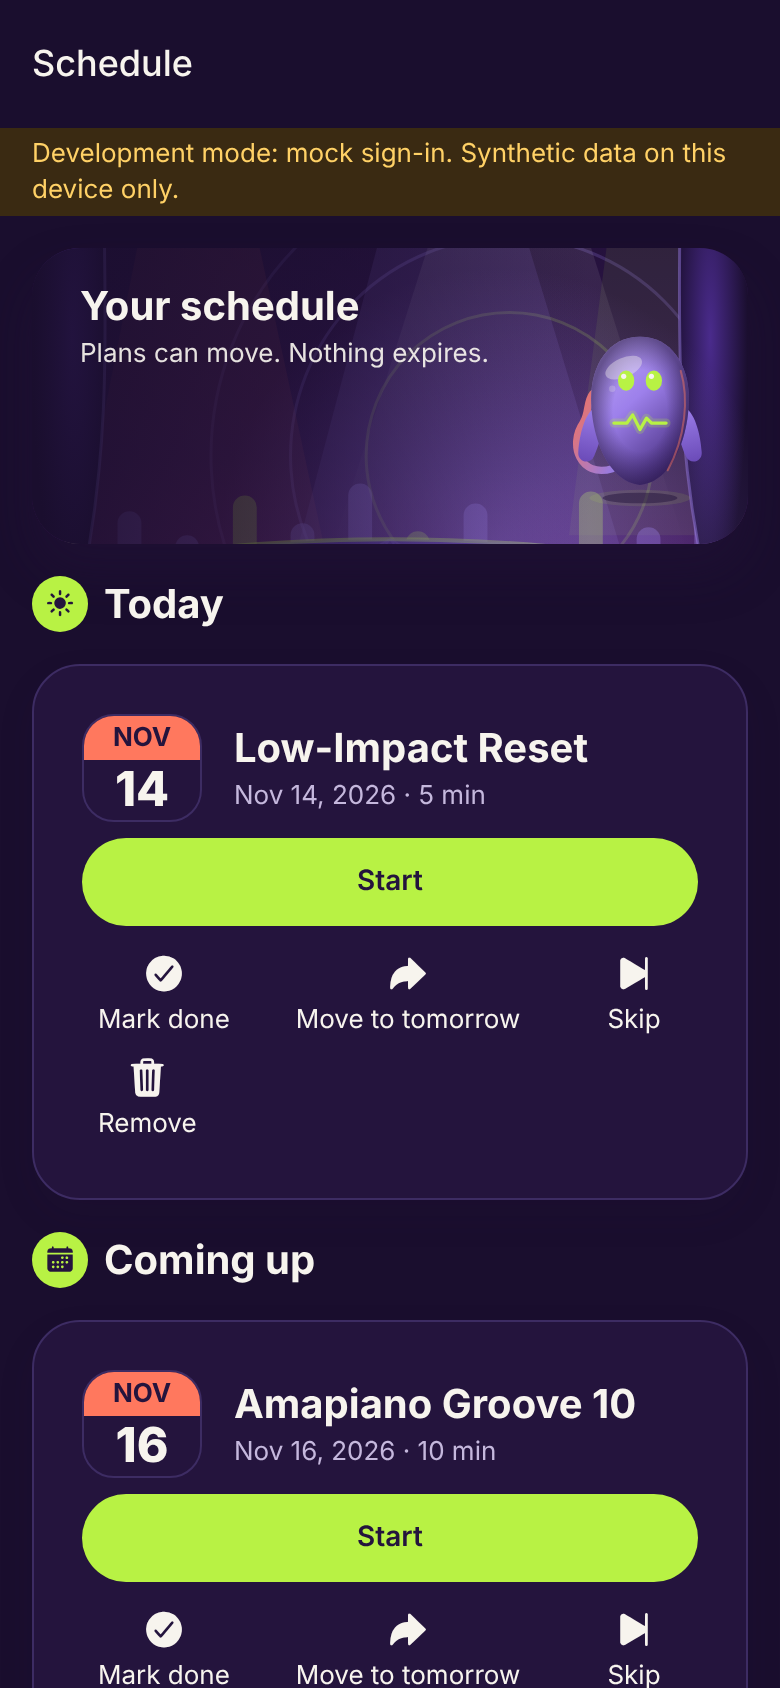 Schedule
Development mode: mock sign-in. Synthetic data on this
device only.
Your schedule
Plans can move. Nothing expires.
Today
NOV
14
Low-Impact Reset
Nov 14, 2026 · 5 min
Start
Mark done
Move to tomorrow
Skip
Remove
Coming up
NOV
16
Amapiano Groove 10
Nov 16, 2026 · 10 min
Start
Mark done
Move to tomorrow
Skip